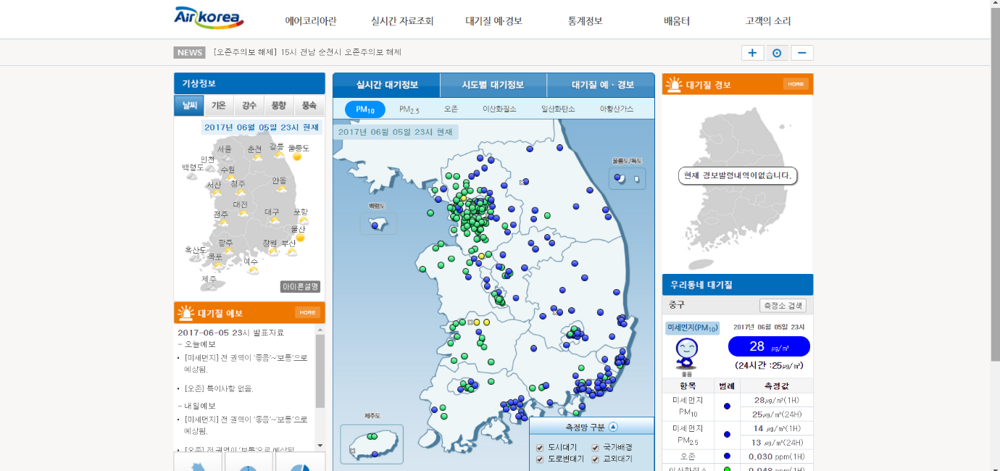 Airkorea
에어코리아란 실시간 자료조회 대기질 예·경보 통계정보 배움터 고객의 소리
NEWS [오존주의보 해제] 15시 전남 순천시 오존주의보 해제
기상정보
날씨 기온 강수 풍향 풍속
2017년 06월 05일 23시 현재
서울 춘천 강릉 울릉도
인천
백령도 수원
서산 청주 안동
대전
전주 대구 포항
울산
광주 창원 부산
흑산도
목포 여수
제주
아이콘설명
대기질 예보 HORE
2017-06-05 23시 발표자료
- 오늘예보
• [미세먼지] 전 권역이 '좋음'~'보통'으로
예상됨.
• [오존] 특이사항 없음.
- 내일예보
• [미세먼지] 전 권역이 '좋음'~'보통'으로
예상됨.
• [오존] 전 권역이 '보통'으로 예상됨
실시간 대기정보 시도별 대기정보 대기질 예 · 경보
PM10 PM2.5 오존 이산화질소 일산화탄소 아황산가스
2017년 06월 05일 23시 현재
울릉도/독도
백령도
제주도
측정망 구분
도시대기 국가배경
도로변대기 교외대기
대기질 경보 HORE
현재 경보발령내역이없습니다.
우리동네 대기질
중구 측정소 검색
미세먼지(PM10) 2017년 06월 05일 23시
28 μg/m³
(24시간 :25μg/m³)
좋음
항목 범례 측정값
미세먼지 28μg/m³(1H)
PM10 25μg/m³(24H)
미세먼지 14 μg/m³(1H)
PM2.5 13 μg/m³(24H)
오존 0.030 ppm(1H)
이산화질소 0.048 ppm(1H)